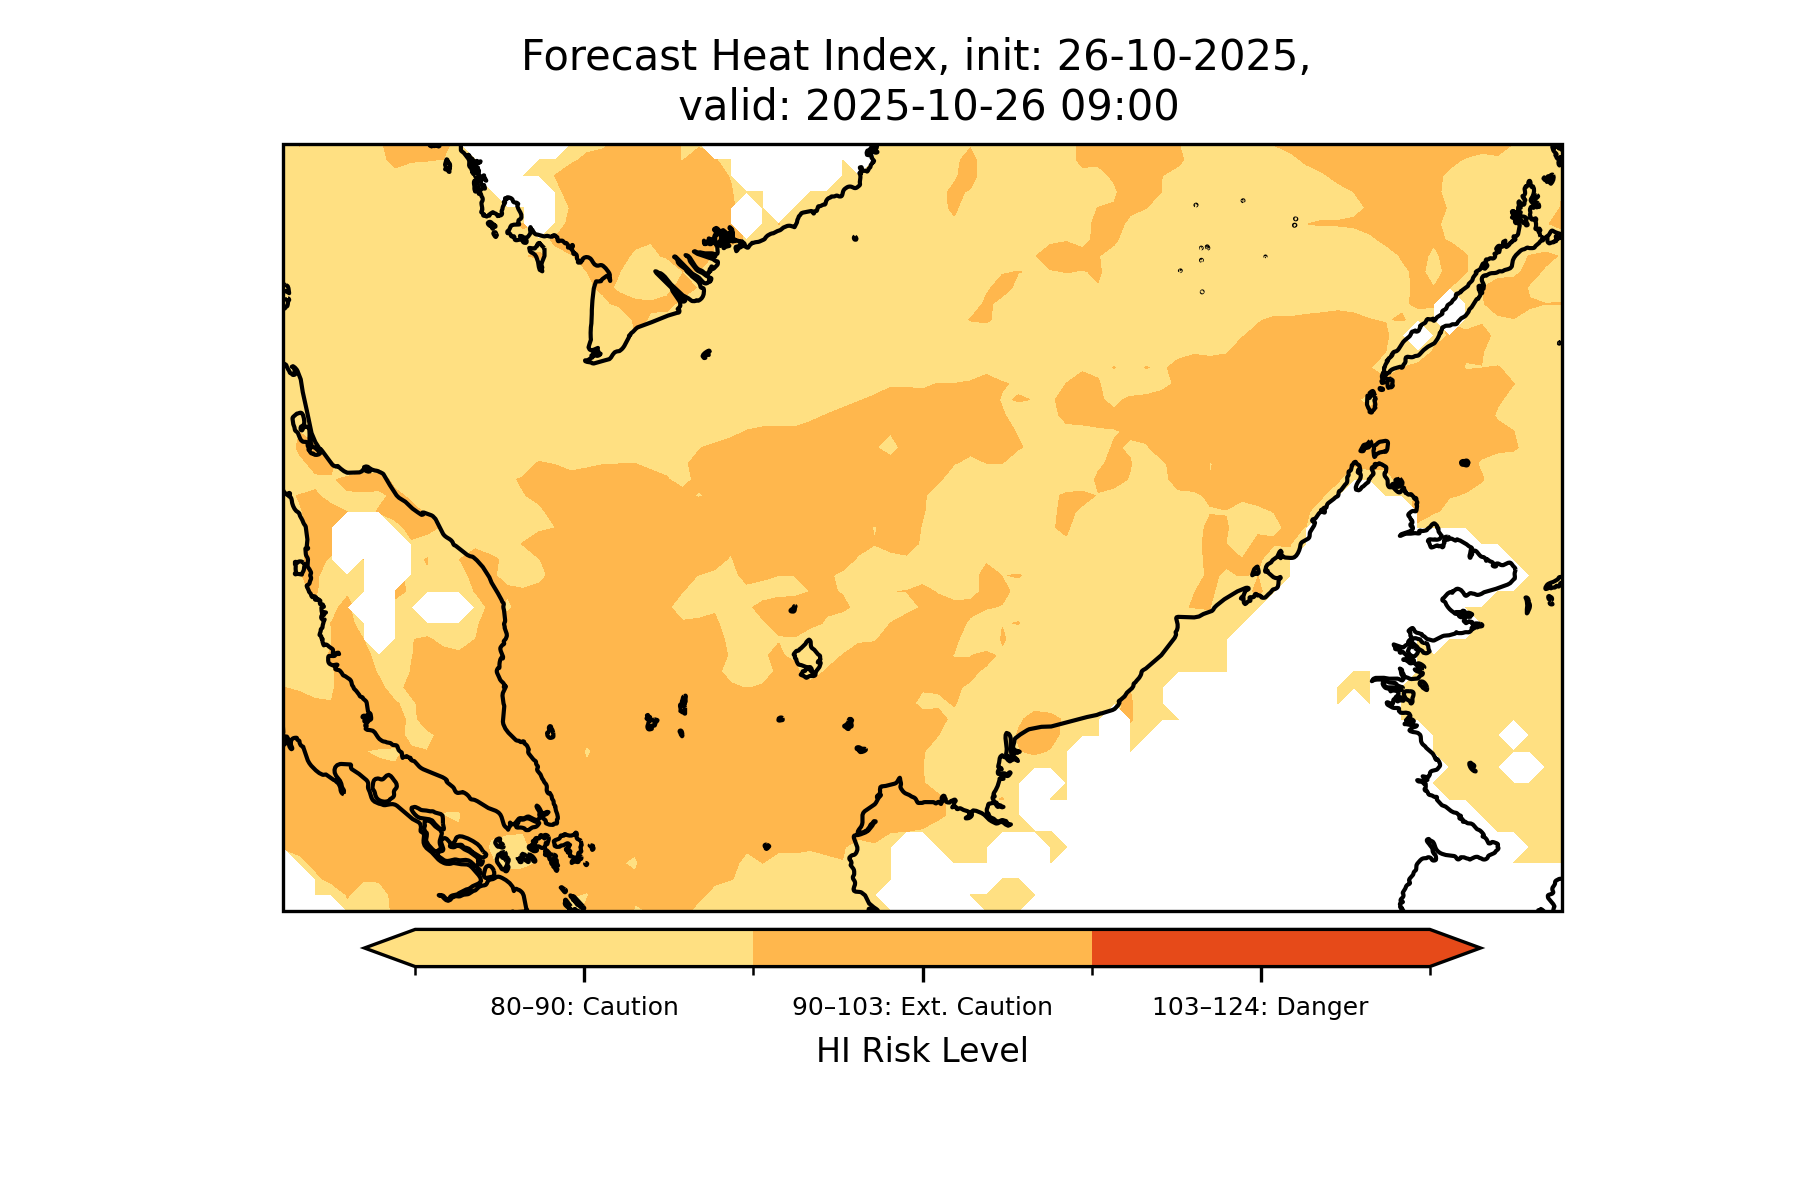 Forecast Heat Index, init: 26-10-2025,
valid: 2025-10-26 09:00
80–90: Caution
90–103: Ext. Caution
103–124: Danger
HI Risk Level